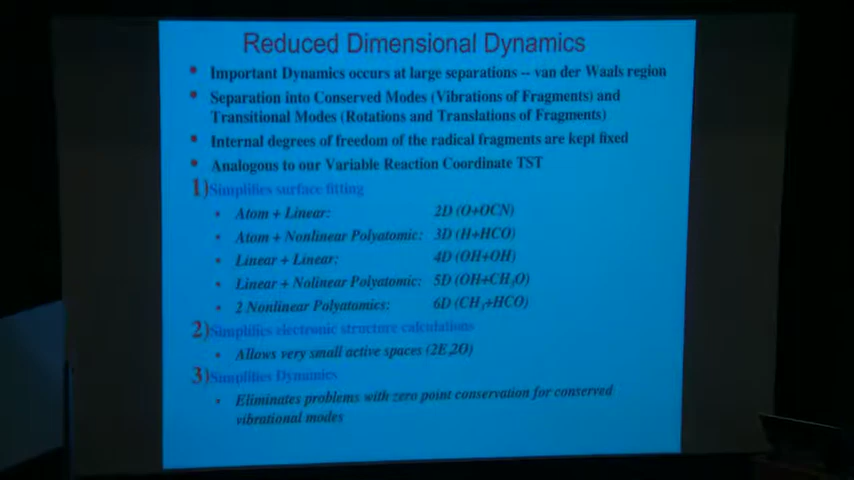 Reduced Dimensional Dynamics
• Important Dynamics occurs at large separations -- van der Waals region
• Separation into Conserved Modes (Vibrations of Fragments) and
Transitional Modes (Rotations and Translations of Fragments)
• Internal degrees of freedom of the radical fragments are kept fixed
• Analogous to our Variable Reaction Coordinate TST
1) Simplifies surface fitting
• Atom + Linear: 2D (O+OCN)
• Atom + Nonlinear Polyatomic: 3D (H+HCO)
• Linear + Linear: 4D (OH+OH)
• Linear + Nolinear Polyatomic: 5D (OH+CH₂O)
• 2 Nonlinear Polyatomics: 6D (CH₃+HCO)
2) Simplifies electronic structure calculations
• Allows very small active spaces (2E,2O)
3) Simplifies Dynamics
• Eliminates problems with zero point conservation for conserved
vibrational modes